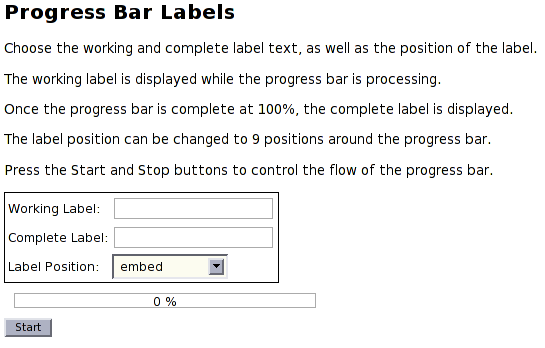 Progress Bar Labels
Choose the working and complete label text, as well as the position of the label.
The working label is displayed while the progress bar is processing.
Once the progress bar is complete at 100%, the complete label is displayed.
The label position can be changed to 9 positions around the progress bar.
Press the Start and Stop buttons to control the flow of the progress bar.
Working Label:
Complete Label:
Label Position: embed
0 %
Start